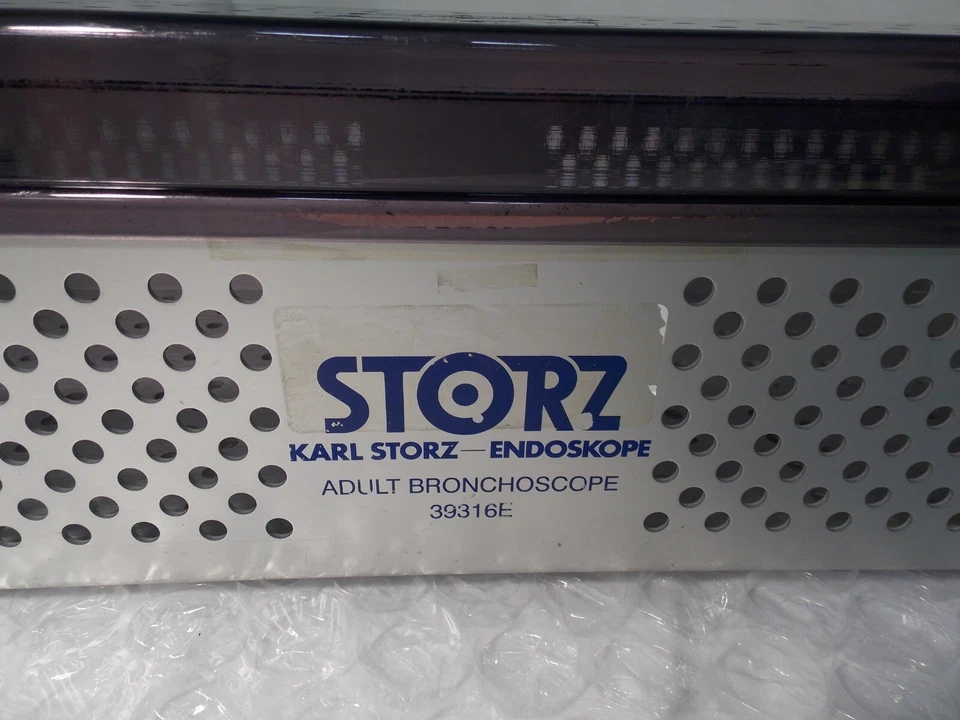 STORZ
KARL STORZ—ENDOSKOPE
ADULT BRONCHOSCOPE
39316E